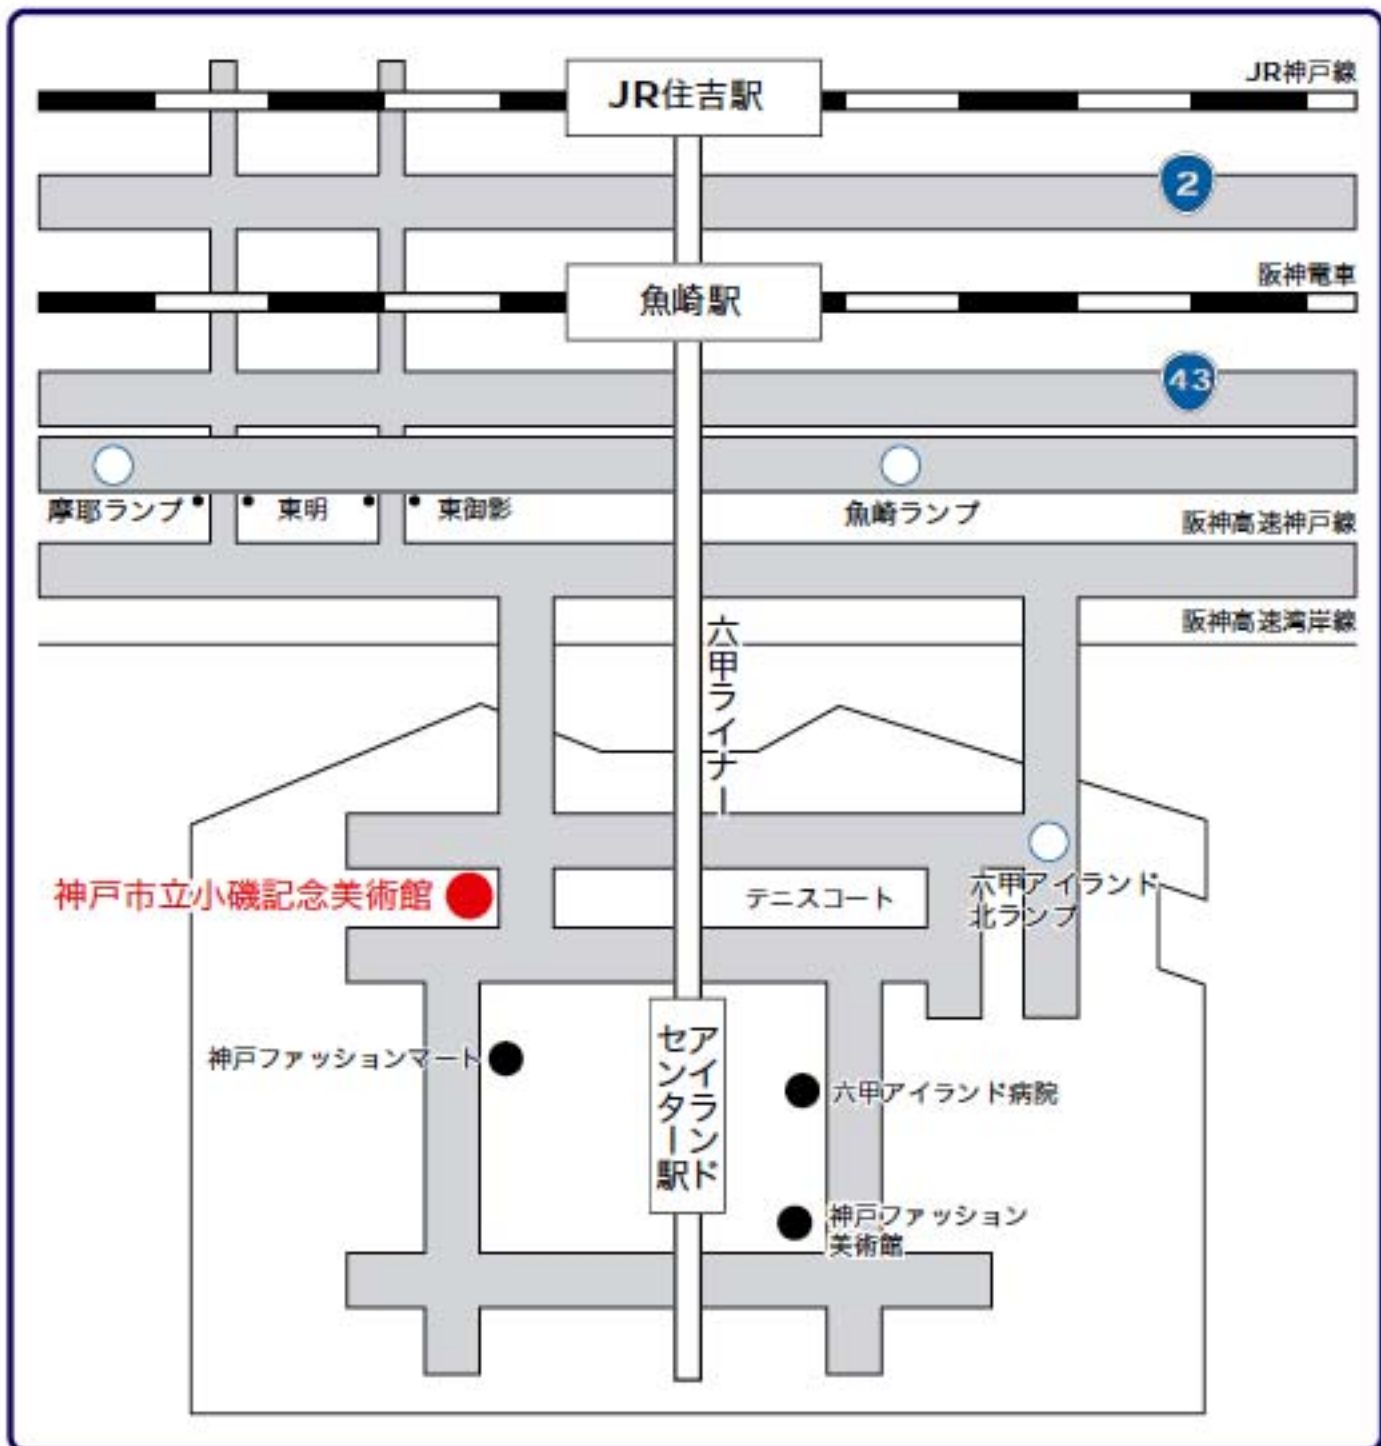 JR神戸線
JR住吉駅
2
阪神電車
魚崎駅
43
摩耶ランプ
東明
東御影
魚崎ランプ
阪神高速神戸線
阪神高速湾岸線
六甲ライナー
神戸市立小磯記念美術館
テニスコート
六甲アイランド
北ランプ
神戸ファッションマート
アイランド
センター駅
六甲アイランド病院
神戸ファッション
美術館